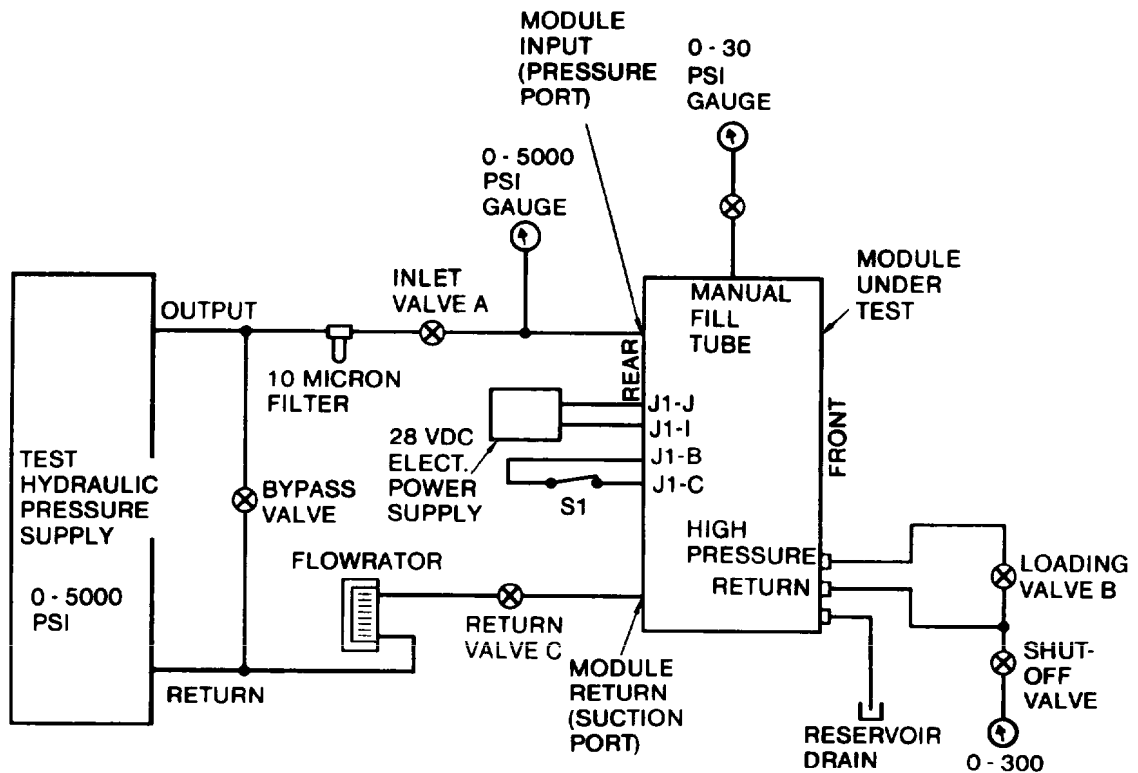 MODULE
INPUT
(PRESSURE
PORT)
0 - 30
PSI
GAUGE
0 - 5000
PSI
GAUGE
INLET
VALVE A
OUTPUT
10 MICRON
FILTER
MANUAL
FILL
TUBE
MODULE
UNDER
TEST
REAR
FRONT
J1-J
J1-I
J1-B
J1-C
28 VDC
ELECT.
POWER
SUPPLY
S1
TEST
HYDRAULIC
PRESSURE
SUPPLY
0 - 5000
PSI
BYPASS
VALVE
FLOWRATOR
HIGH
PRESSURE
RETURN
LOADING
VALVE B
RETURN
VALVE C
SHUT-
OFF
VALVE
RETURN
MODULE
RETURN
(SUCTION
PORT)
RESERVOIR
DRAIN
0 - 300